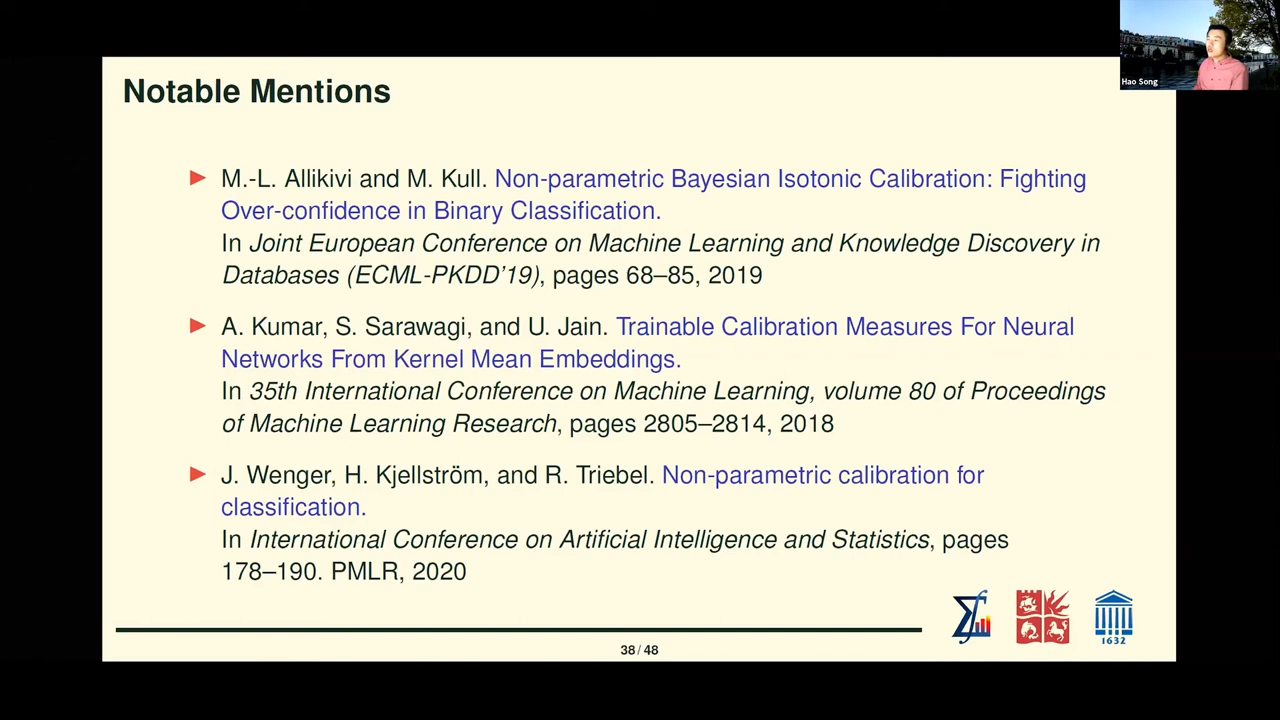 Hao Song
Notable Mentions
► M.-L. Allikivi and M. Kull. Non-parametric Bayesian Isotonic Calibration: Fighting
Over-confidence in Binary Classification.
In Joint European Conference on Machine Learning and Knowledge Discovery in
Databases (ECML-PKDD'19), pages 68–85, 2019
► A. Kumar, S. Sarawagi, and U. Jain. Trainable Calibration Measures For Neural
Networks From Kernel Mean Embeddings.
In 35th International Conference on Machine Learning, volume 80 of Proceedings
of Machine Learning Research, pages 2805–2814, 2018
► J. Wenger, H. Kjellström, and R. Triebel. Non-parametric calibration for
classification.
In International Conference on Artificial Intelligence and Statistics, pages
178–190. PMLR, 2020
1632
38 / 48